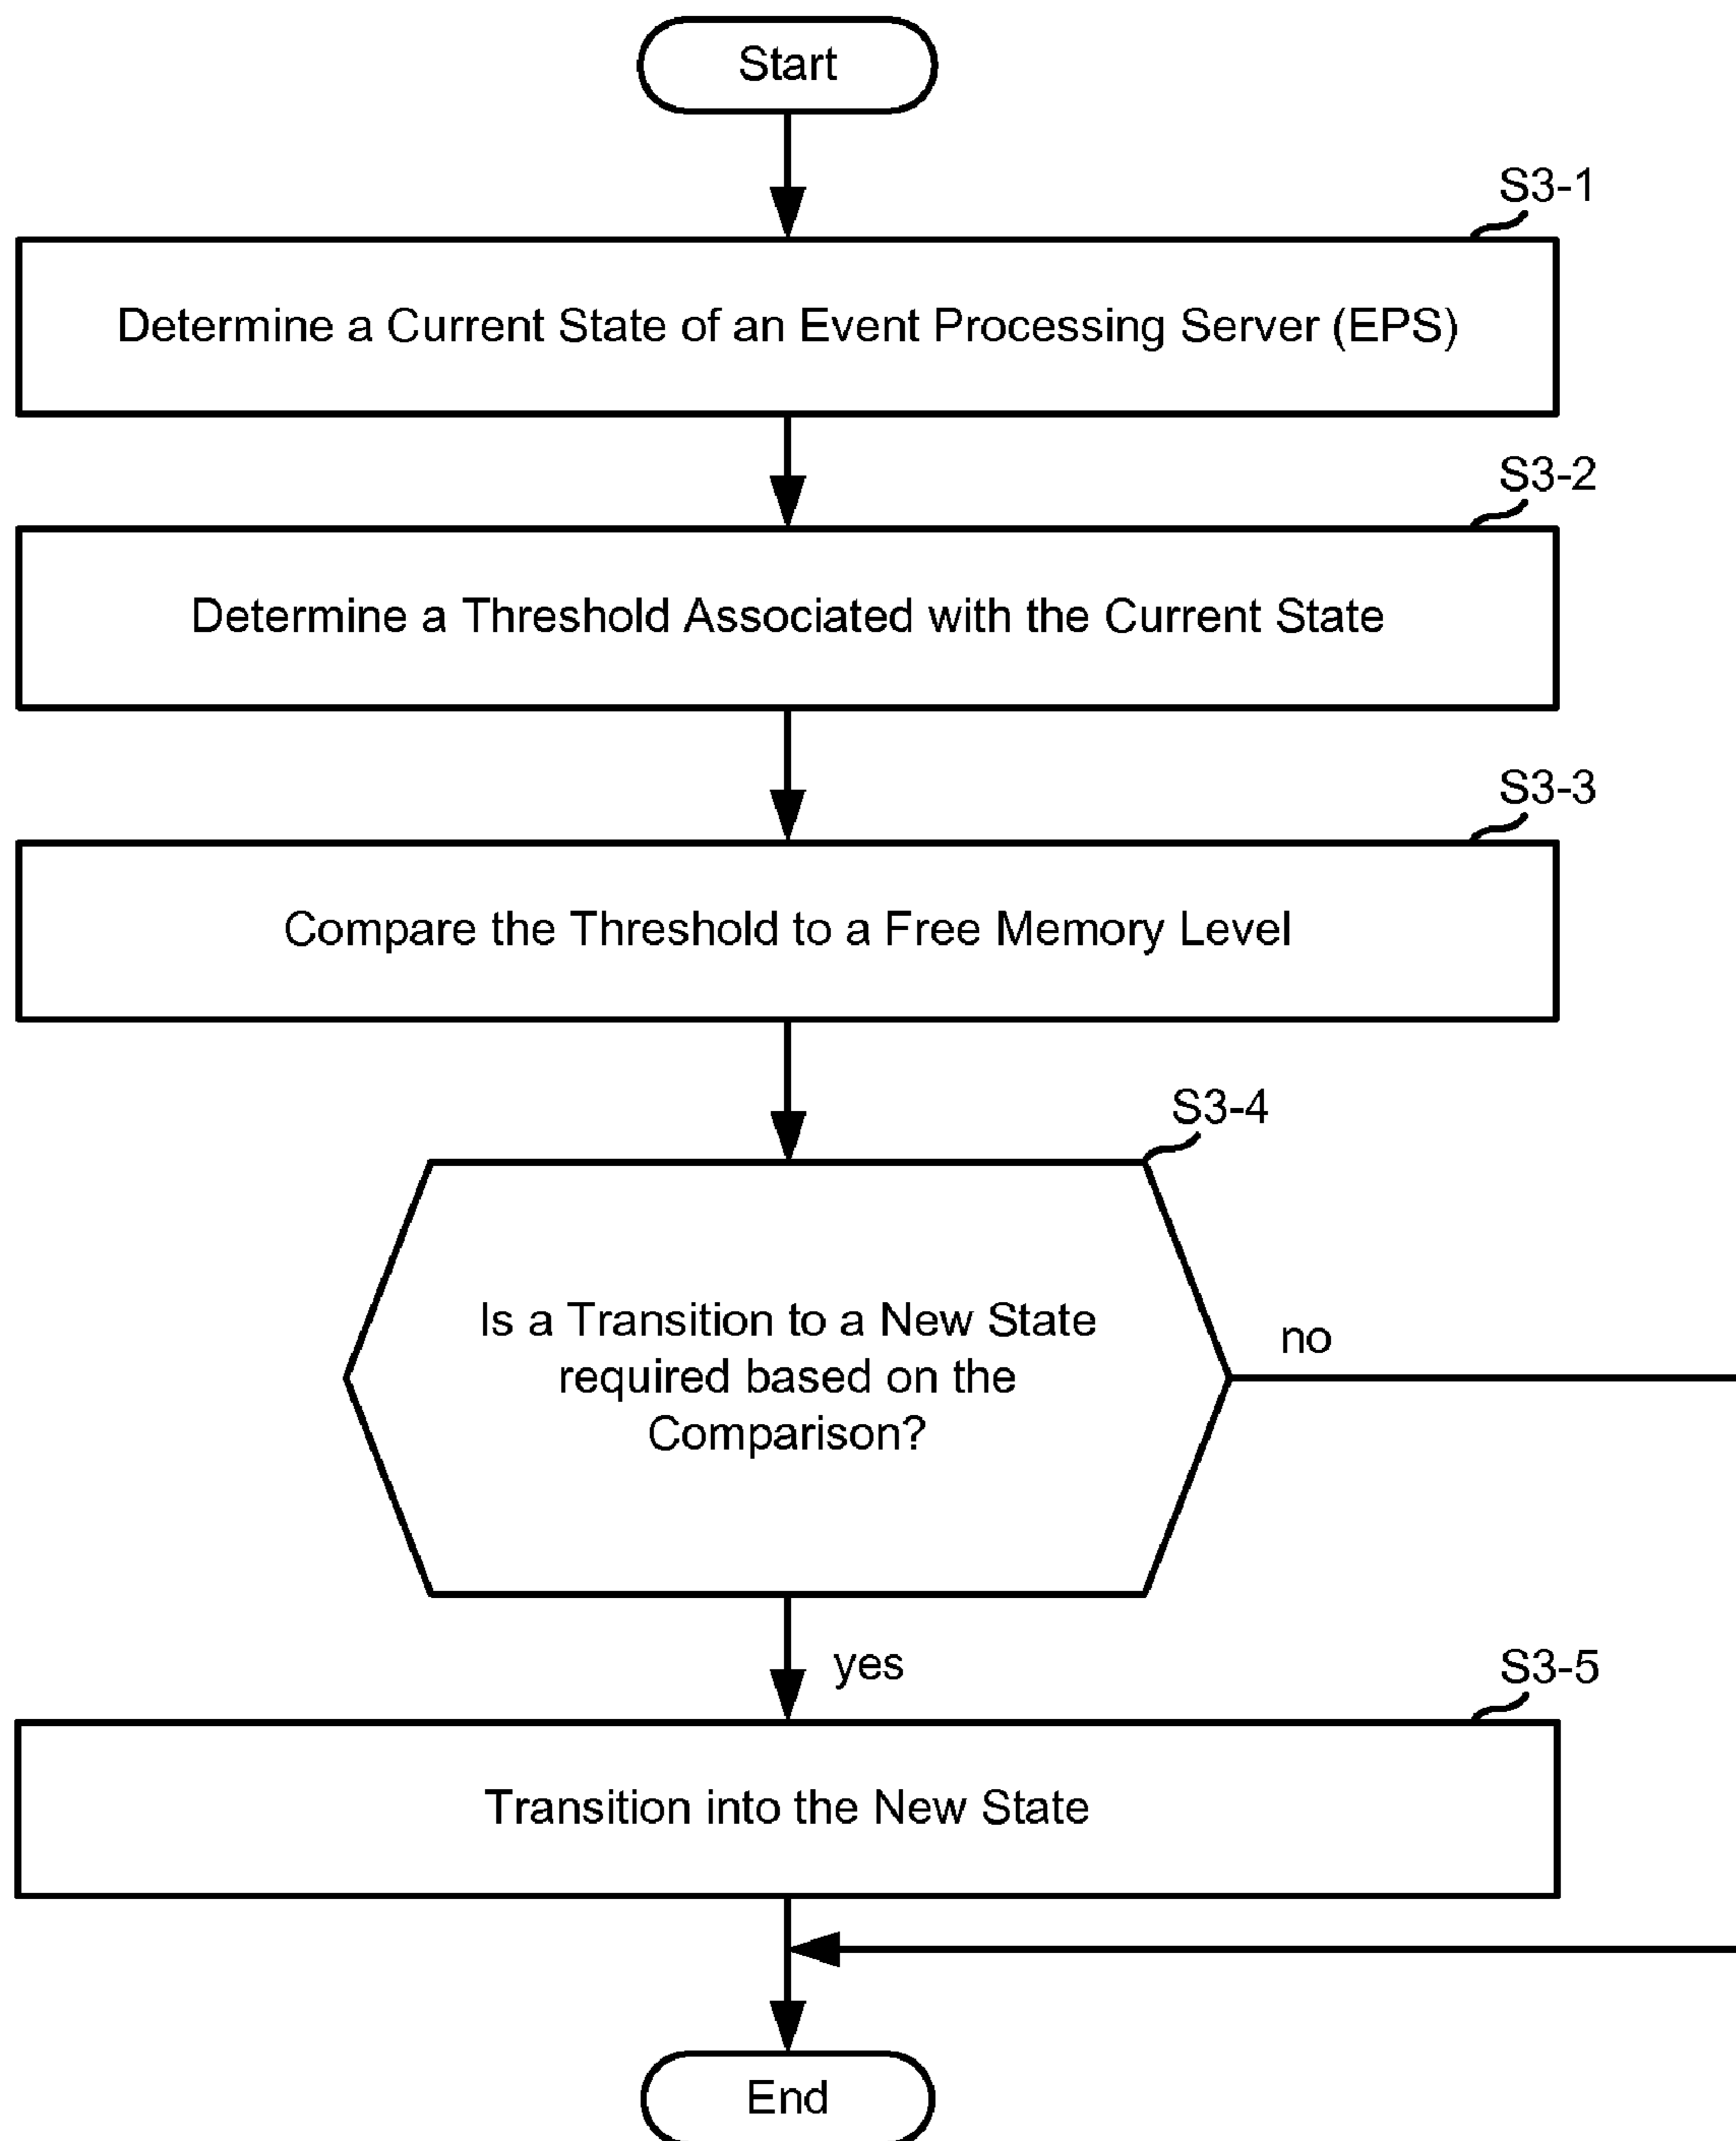 Start
S3-1
Determine a Current State of an Event Processing Server (EPS)
S3-2
Determine a Threshold Associated with the Current State
S3-3
Compare the Threshold to a Free Memory Level
S3-4
Is a Transition to a New State
required based on the
Comparison?
no
yes
S3-5
Transition into the New State
End